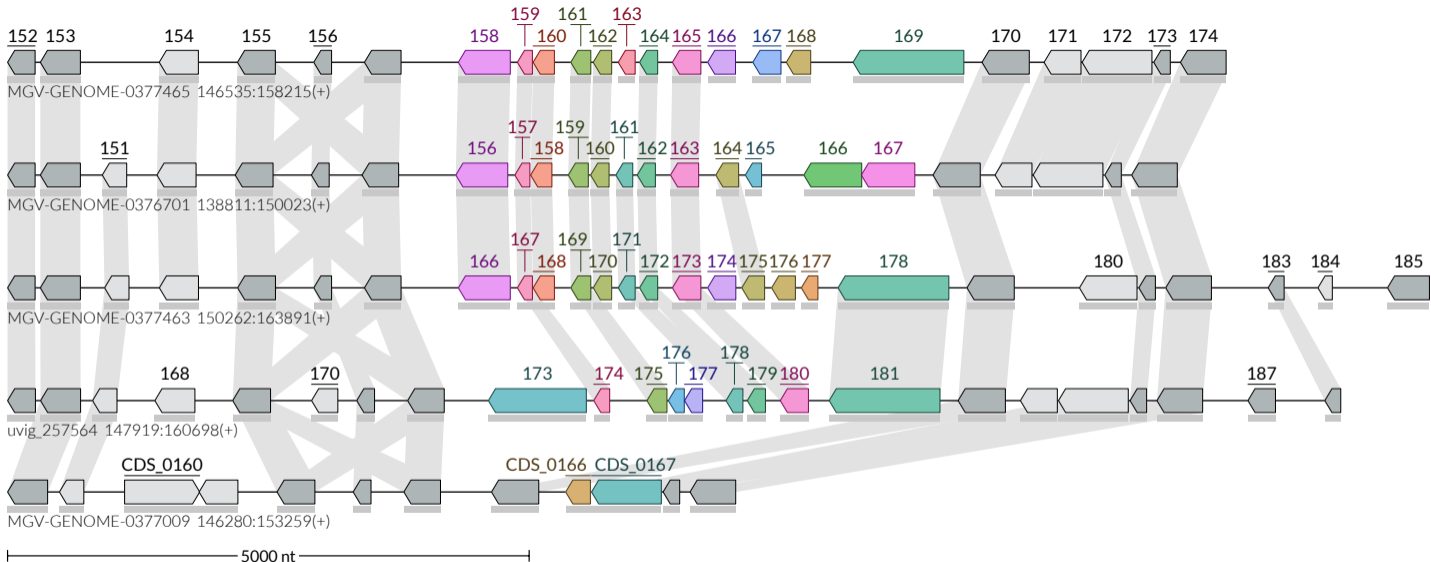 159 161 163
152 153 154 155 156 158 160 162 164 165 166 167 168 169 170 171 172 173 174
MGV-GENOME-0377465 146535:158215(+)
157 159 161
151 156 158 160 162 163 164 165 166 167
MGV-GENOME-0376701 138811:150023(+)
167 169 171
166 168 170 172 173 174 175 176 177 178 180 183 184 185
MGV-GENOME-0377463 150262:163891(+)
176 178
168 170 173 174 175 177 179 180 181 187
uvig_257564 147919:160698(+)
CDS_0160 CDS_0166 CDS_0167
MGV-GENOME-0377009 146280:153259(+)
5000 nt